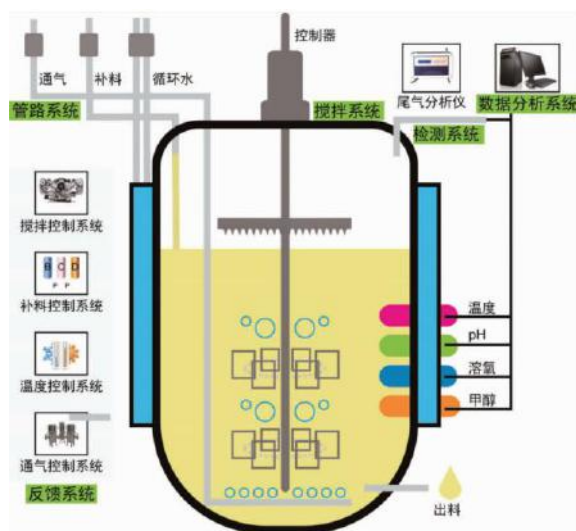 控制器
通气
补料
循环水
管路系统
搅拌系统
尾气分析仪
数据分析系统
检测系统
搅拌控制系统
B C D
P P
补料控制系统
温度控制系统
通气控制系统
反馈系统
温度
pH
溶氧
甲醇
出料